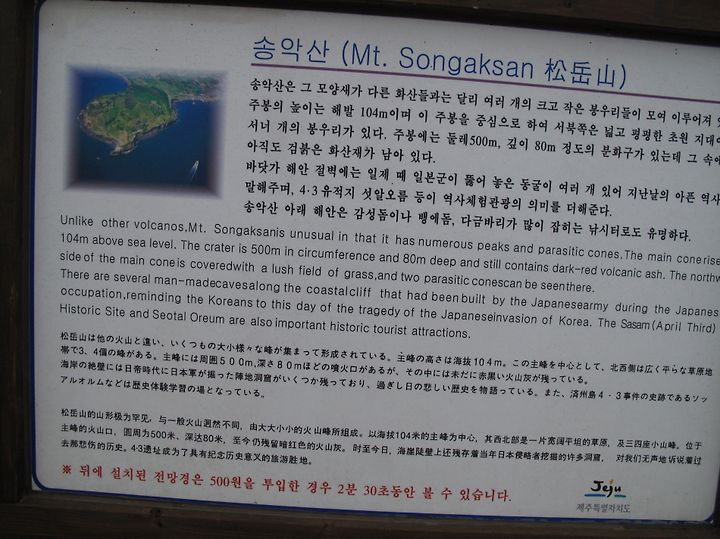 송악산 (Mt. Songaksan 松岳山)
송악산은 그 모양새가 다른 화산들과는 달리 여러 개의 크고 작은 봉우리들이 모여 이루어져
주봉의 높이는 해발 104m이며 이 주봉을 중심으로 하여 서북쪽은 넓고 평평한 초원 지대
서너 개의 봉우리가 있다. 주봉에는 둘레500m, 깊이 80m 정도의 분화구가 있는데 그 속에
아직도 검붉은 화산재가 남아 있다.
바닷가 해안 절벽에는 일제 때 일본군이 뚫어 놓은 동굴이 여러 개 있어 지난날의 아픈 역사
말해주며, 4·3유적지 섯알오름 등이 역사체험관광의 의미를 더해준다.
송악산 아래 해안은 감성돔이나 뱅에돔, 다금바리가 많이 잡히는 낚시터로도 유명하다.
Unlike other volcanos,Mt. Songaksanis unusual in that it has numerous peaks and parasitic cones.The main cone rise
104m above sea level. The crater is 500m in circumference and 80m deep and still contains dark-red volcanic ash. The northw
side of the main coneis coveredwith a lush field of grass,and two parasitic conescan be seenthere.
There are several man-madecavesalong the coastalcliff that had been built by the Japanesearmy during the Japanes
occupation,reminding the Koreans to this day of the tragedy of the Japaneseinvasion of Korea. The Sasam(April Third)
Historic Site and Seotal Oreum are also important historic tourist attractions.
松岳山は他の火山と違い、いくつもの大小様々な峰が集まって形成されている。主峰の高さは海抜104m。この主峰を中心として、北西側は広く平らな草原地
帯で3、4個の峰がある。主峰には周囲500m,深さ80mほどの噴火口があるが、その中には未だに赤黒い火山灰が残っている。
海岸の絶壁には日帝時代に日本軍が掘った陣地洞窟がいくつか残っており、過ぎし日の悲しい歴史を物語っている。また、済州島4・3事件の史跡であるソッ
アルオルムなどは歴史体験学習の場となっている。
松岳山的山形极为罕见，与一般火山迥然不同，由大大小小的火山峰所组成。以海拔104米的主峰为中心，其西北部是一片宽阔平坦的草原，及三四座小山峰。位于
主峰的火山口，圆周为500米、深达80米，至今仍残留暗红色的火山灰。时至今日，海崖陡壁上还残存着当年日本侵略者挖掘的许多洞窟， 对我们无声地诉说着过
去那悲伤的历史。4·3遗址成为了具有纪念历史意义的旅游胜地。
※ 뒤에 설치된 전망경은 500원을 투입한 경우 2분 30초동안 볼 수 있습니다.
Jeju
제주특별자치도